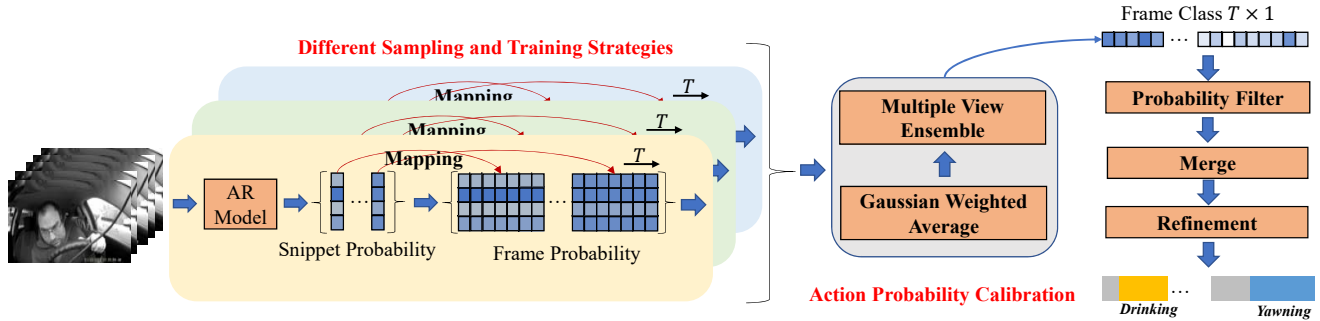 Different Sampling and Training Strategies
T
Mapping
T
Mapping
T
Mapping
AR
Model
...
...
Snippet Probability
Frame Probability
Multiple View
Ensemble
Gaussian Weighted
Average
Action Probability Calibration
Frame Class T × 1
...
Probability Filter
Merge
Refinement
...
Drinking
Yawning